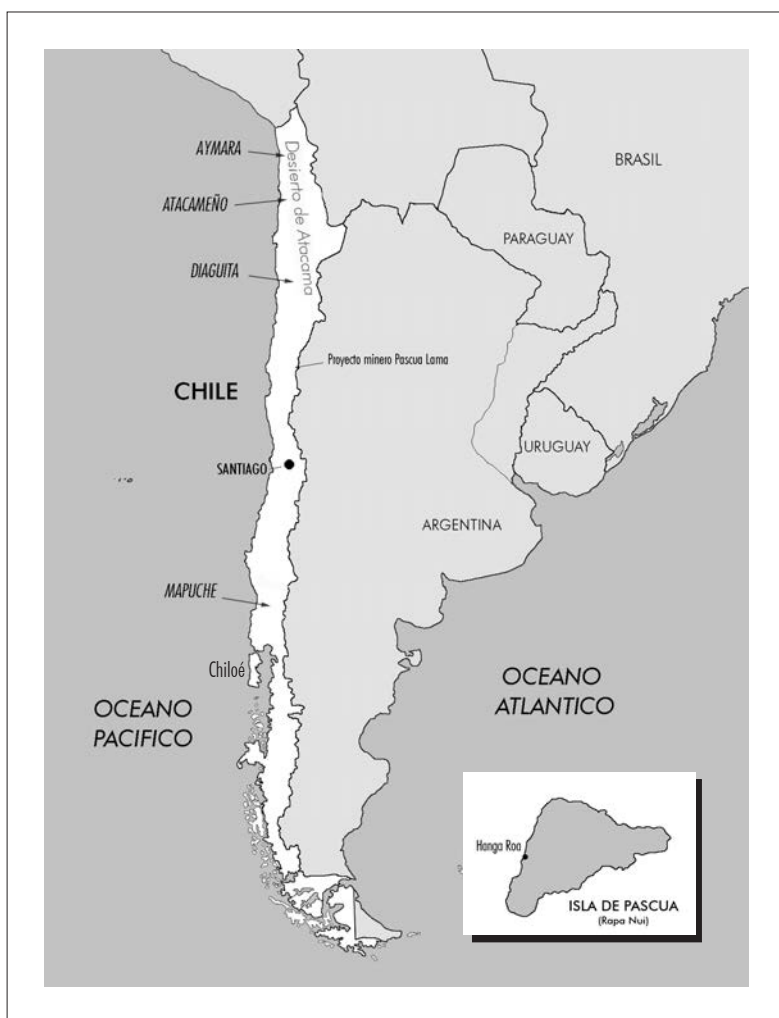 AYMARA
ATACAMEÑO
DIAGUITA
Desierto de Atacama
BRASIL
PARAGUAY
Proyecto minero Pascua Lama
CHILE
SANTIAGO
URUGUAY
ARGENTINA
MAPUCHE
Chiloé
OCEANO
PACIFICO
OCEANO
ATLANTICO
Hanga Roa
ISLA DE PASCUA
(Rapa Nui)